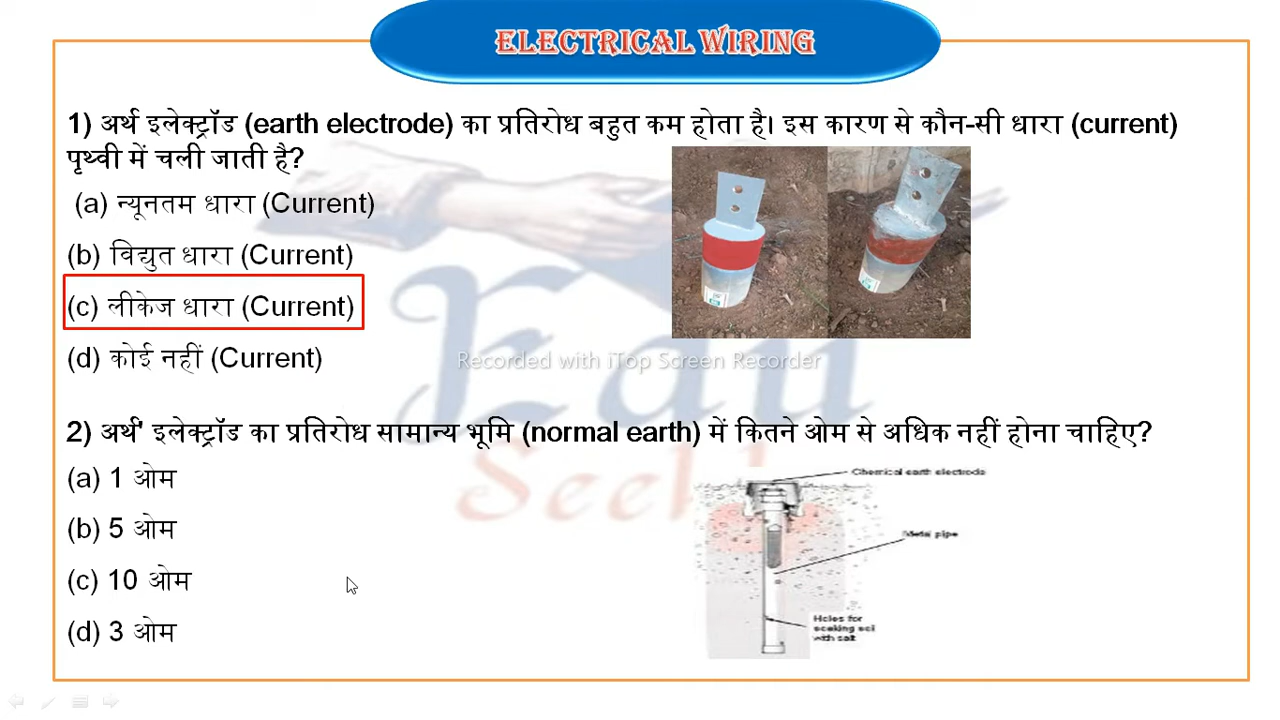 ELECTRICAL WIRING
1) अर्थ इलेक्ट्रॉड (earth electrode) का प्रतिरोध बहुत कम होता है। इस कारण से कौन-सी धारा (current)
पृथ्वी में चली जाती है?
(a) न्यूनतम धारा (Current)
(b) विद्युत धारा (Current)
(c) लीकेज धारा (Current)
(d) कोई नहीं (Current)
Recorded with iTop Screen Recorder
2) अर्थ' इलेक्ट्रॉड का प्रतिरोध सामान्य भूमि (normal earth) में कितने ओम से अधिक नहीं होना चाहिए?
(a) 1 ओम
(b) 5 ओम
(c) 10 ओम
(d) 3 ओम
Chemical earth electrode
Metal pipe
Holes for
soaking soil
with salt
Edu